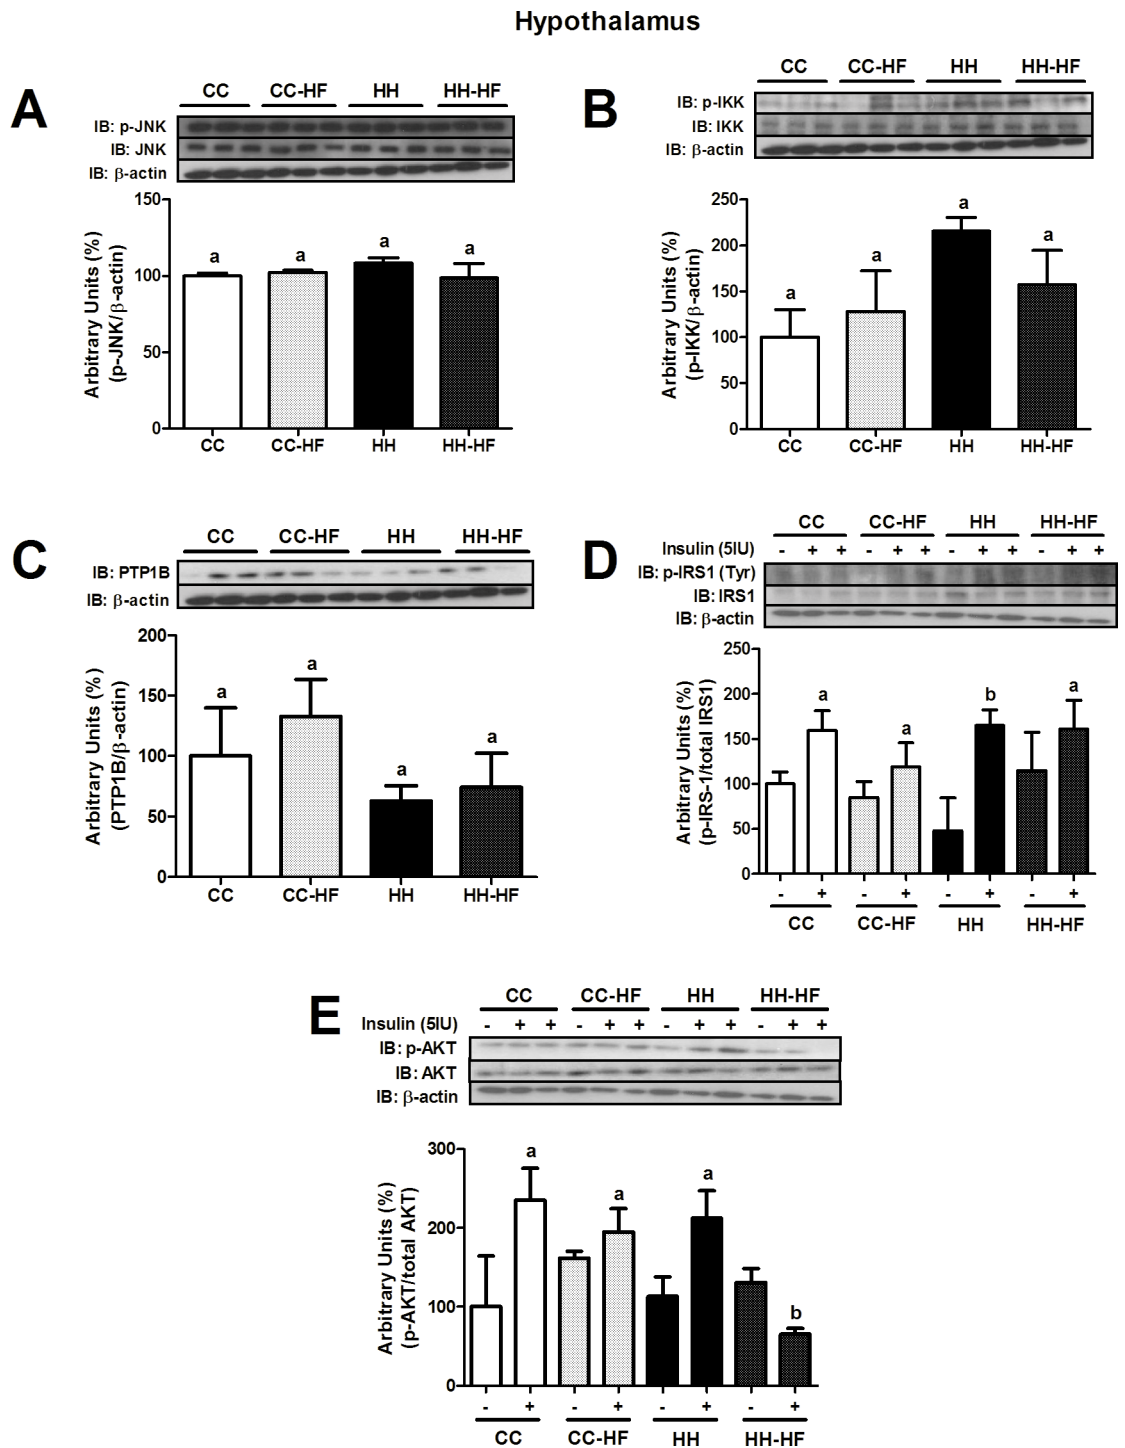 Hypothalamus
A
CC CC-HF HH HH-HF
IB: p-JNK
IB: JNK
IB: β-actin
Arbitrary Units (%)
(p-JNK/β-actin)
150
100
50
0
a a a a
CC CC-HF HH HH-HF
B
CC CC-HF HH HH-HF
IB: p-IKK
IB: IKK
IB: β-actin
Arbitrary Units (%)
(p-IKK/β-actin)
250
200
150
100
50
0
a a a a
CC CC-HF HH HH-HF
C
CC CC-HF HH HH-HF
IB: PTP1B
IB: β-actin
Arbitrary Units (%)
(PTP1B/β-actin)
200
150
100
50
0
a a a a
CC CC-HF HH HH-HF
D
CC CC-HF HH HH-HF
Insulin (5IU) - + + - + + - + + - + +
IB: p-IRS1 (Tyr)
IB: IRS1
IB: β-actin
Arbitrary Units (%)
(p-IRS-1/total IRS1)
250
200
150
100
50
0
a a b a
- + - + - + - +
CC CC-HF HH HH-HF
E
CC CC-HF HH HH-HF
Insulin (5IU) - + + - + + - + + - + +
IB: p-AKT
IB: AKT
IB: β-actin
Arbitrary Units (%)
(p-AKT/total AKT)
300
200
100
0
a a a b
- + - + - + - +
CC CC-HF HH HH-HF